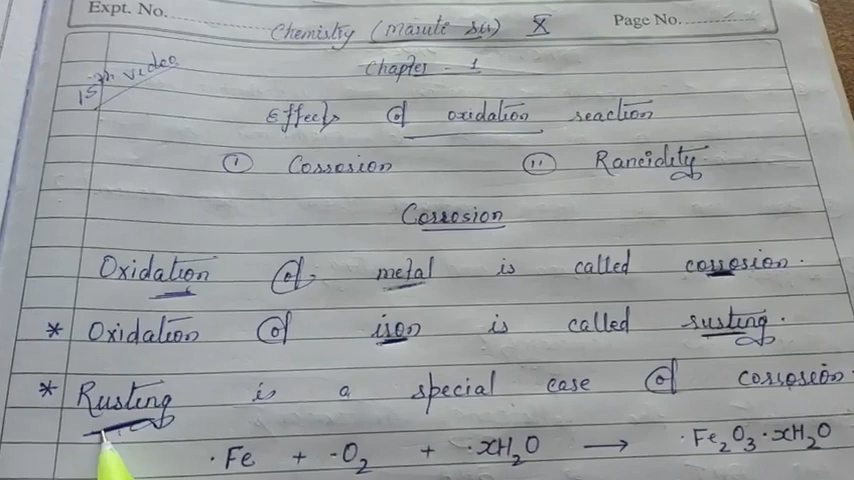 Expt. No. Page No.
Chemistry (Marute sir) X
15th video
Chapter - 1
Effects of oxidation reaction
(i) Corrosion (ii) Rancidity
Corrosion
Oxidation of metal is called corrosion.
* Oxidation of iron is called rusting.
* Rusting is a special case of corrosion.
Fe + O₂ + xH₂O → Fe₂O₃·xH₂O